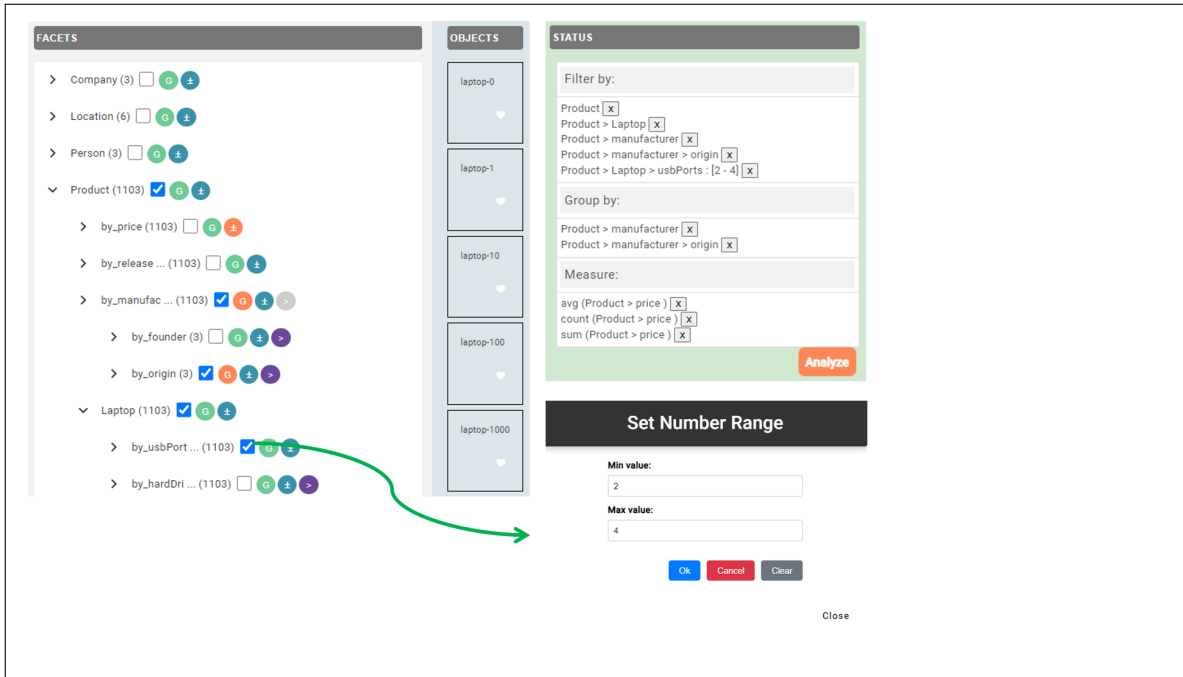 FACETS
Company (3) G ±
Location (6) G ±
Person (3) G ±
Product (1103) G ±
by_price (1103) G ±
by_release ... (1103) G ±
by_manufac ... (1103) G ± >
by_founder (3) G ± >
by_origin (3) G ± >
Laptop (1103) G ±
by_usbPort ... (1103) G ±
by_hardDri ... (1103) G ± >
OBJECTS
laptop-0
laptop-1
laptop-10
laptop-100
laptop-1000
STATUS
Filter by:
Product x
Product > Laptop x
Product > manufacturer x
Product > manufacturer > origin x
Product > Laptop > usbPorts : [2 - 4] x
Group by:
Product > manufacturer x
Product > manufacturer > origin x
Measure:
avg (Product > price ) x
count (Product > price ) x
sum (Product > price ) x
Analyze
Set Number Range
Min value:
2
Max value:
4
Ok Cancel Clear
Close